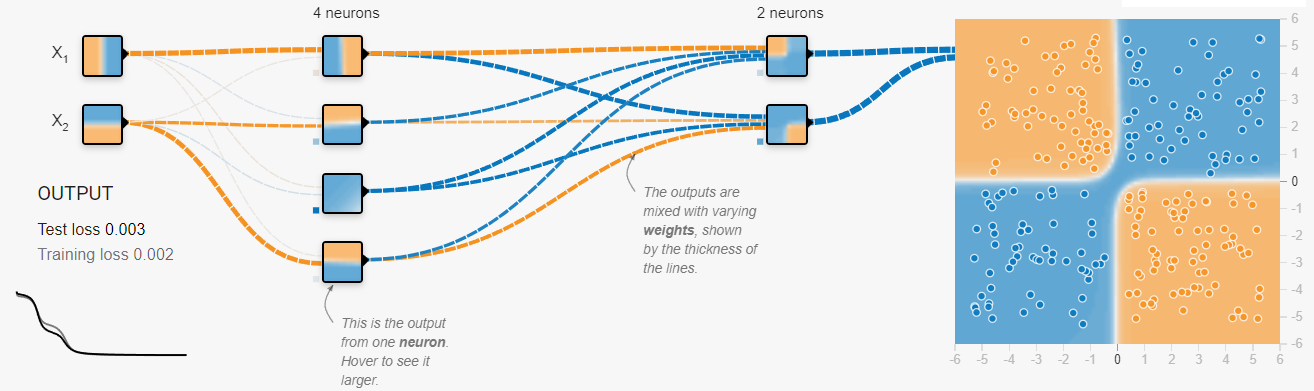 4 neurons
2 neurons
X1
X2
OUTPUT
Test loss 0.003
Training loss 0.002
This is the output
from one neuron.
Hover to see it
larger.
The outputs are
mixed with varying
weights, shown
by the thickness of
the lines.
6
5
4
3
2
1
0
-1
-2
-3
-4
-5
-6
-6 -5 -4 -3 -2 -1 0 1 2 3 4 5 6